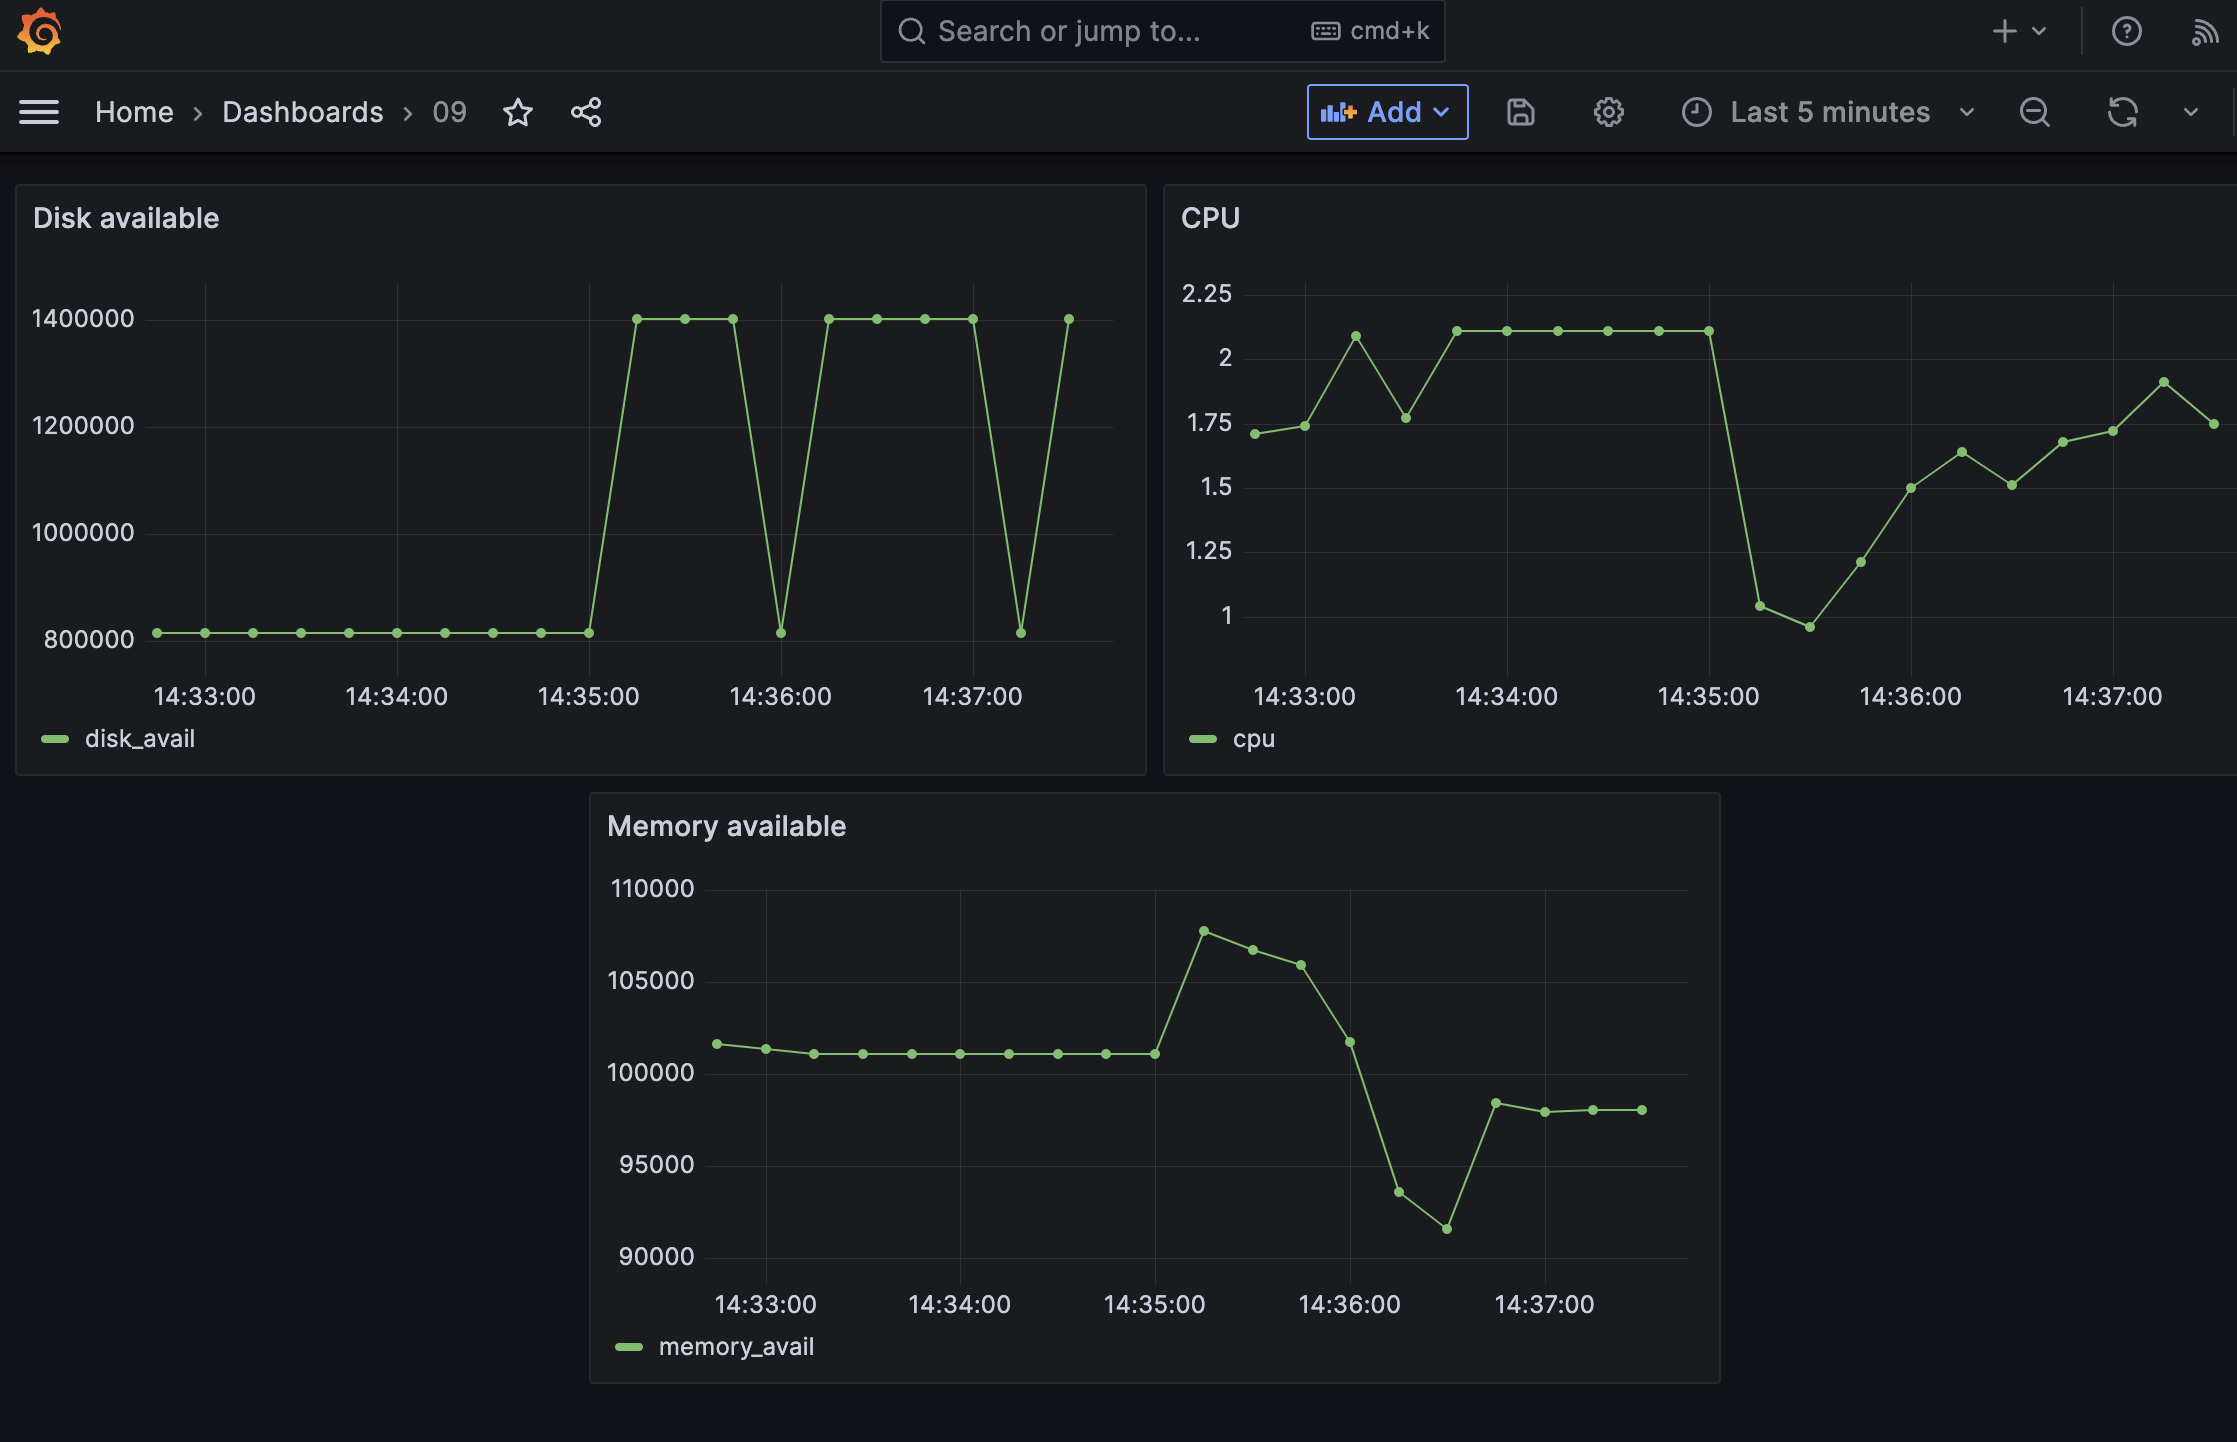 Search or jump to... cmd+k
Home › Dashboards › 09 Add Last 5 minutes
Disk available
1400000
1200000
1000000
800000
14:33:00 14:34:00 14:35:00 14:36:00 14:37:00
disk_avail
CPU
2.25
2
1.75
1.5
1.25
1
14:33:00 14:34:00 14:35:00 14:36:00 14:37:00
cpu
Memory available
110000
105000
100000
95000
90000
14:33:00 14:34:00 14:35:00 14:36:00 14:37:00
memory_avail